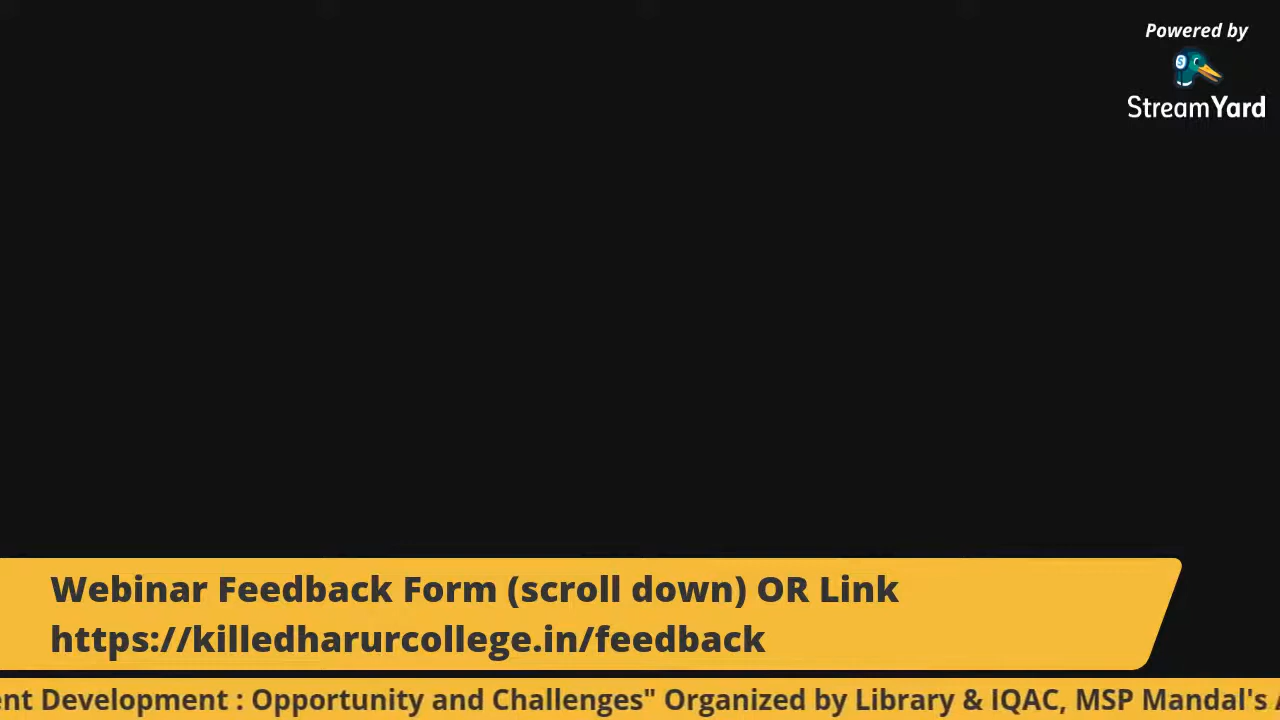 Powered by
StreamYard
Webinar Feedback Form (scroll down) OR Link
https://killedharurcollege.in/feedback
Development : Opportunity and Challenges" Organized by Library & IQAC, MSP Mandal's